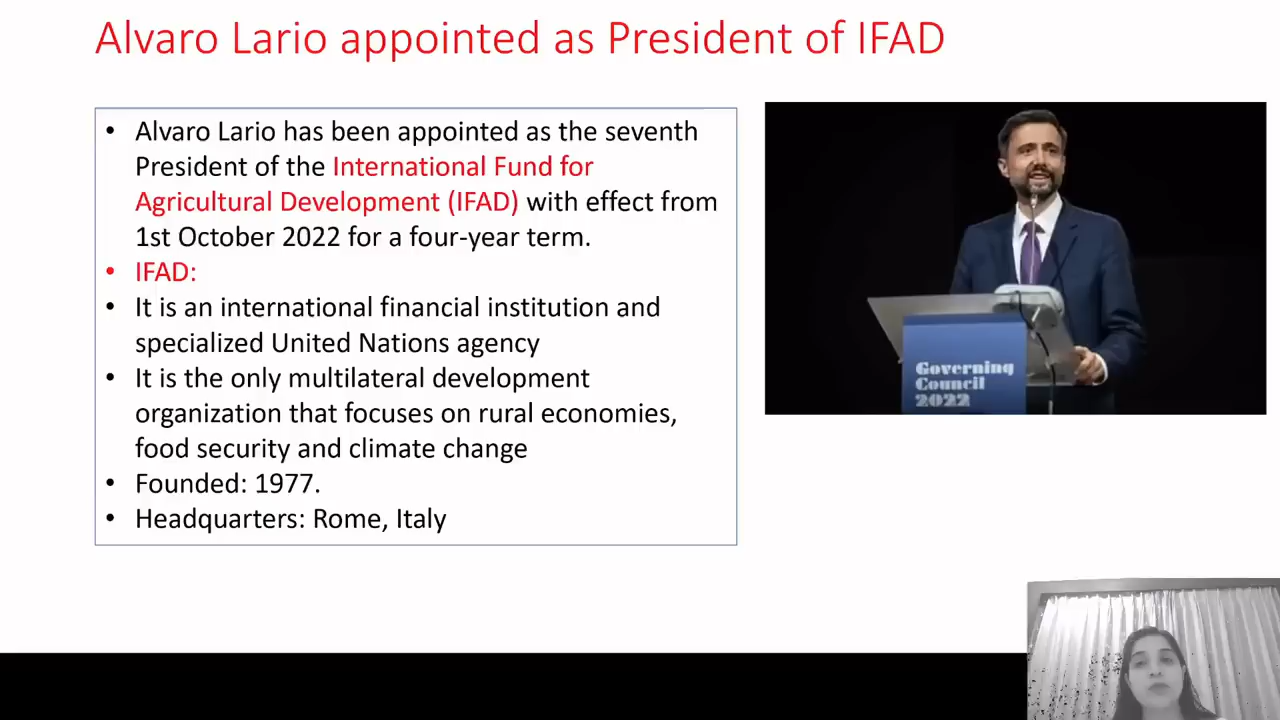 Alvaro Lario appointed as President of IFAD
• Alvaro Lario has been appointed as the seventh
President of the International Fund for
Agricultural Development (IFAD) with effect from
1st October 2022 for a four-year term.
• IFAD:
• It is an international financial institution and
specialized United Nations agency
• It is the only multilateral development
organization that focuses on rural economies,
food security and climate change
• Founded: 1977.
• Headquarters: Rome, Italy
Governing
Council
2022